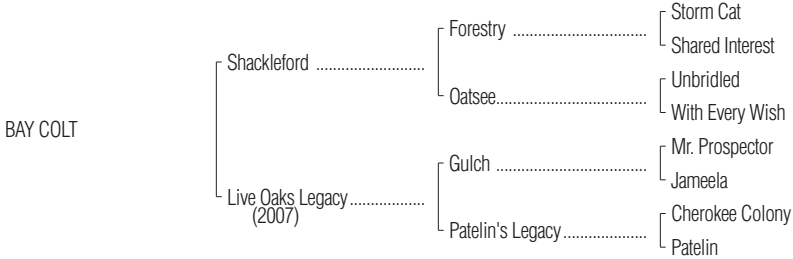 Storm Cat
Forestry ................................
Shared Interest
Shackleford ..........................
Unbridled
Oatsee....................................
With Every Wish
BAY COLT
Mr. Prospector
Gulch ....................................
Jameela
Live Oaks Legacy..................
(2007)
Cherokee Colony
Patelin's Legacy....................
Patelin